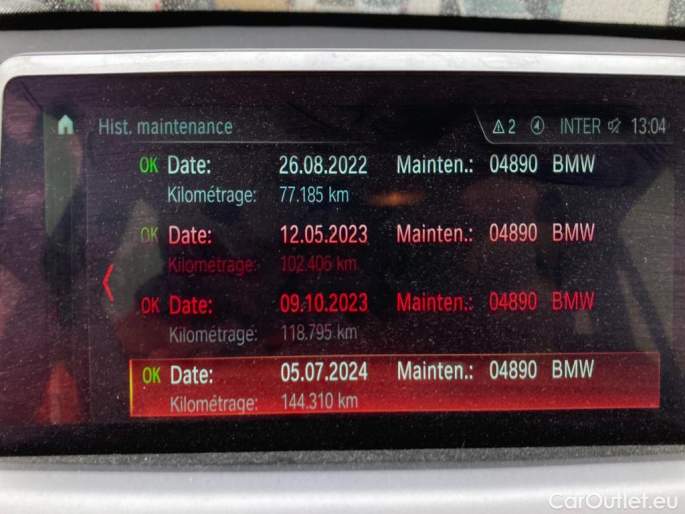 Hist. maintenance 2 INTER 13:04
OK Date: 26.08.2022 Mainten.: 04890 BMW
Kilométrage: 77.185 km
OK Date: 12.05.2023 Mainten.: 04890 BMW
Kilométrage: 102.406 km
OK Date: 09.10.2023 Mainten.: 04890 BMW
Kilométrage: 118.795 km
OK Date: 05.07.2024 Mainten.: 04890 BMW
Kilométrage: 144.310 km
CarOutlet.eu